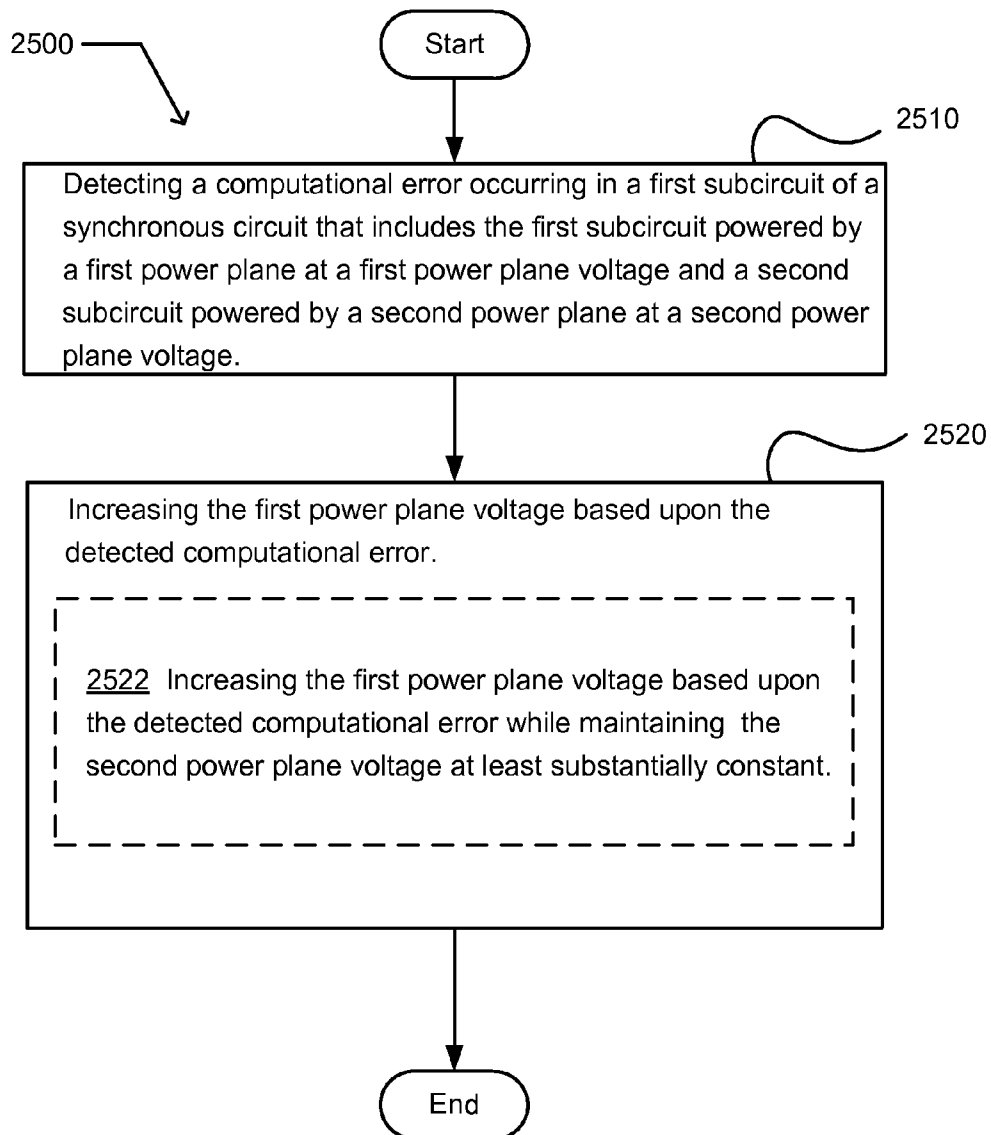 2500
Start
2510
Detecting a computational error occurring in a first subcircuit of a
synchronous circuit that includes the first subcircuit powered by
a first power plane at a first power plane voltage and a second
subcircuit powered by a second power plane at a second power
plane voltage.
2520
Increasing the first power plane voltage based upon the
detected computational error.
2522 Increasing the first power plane voltage based upon
the detected computational error while maintaining the
second power plane voltage at least substantially constant.
End